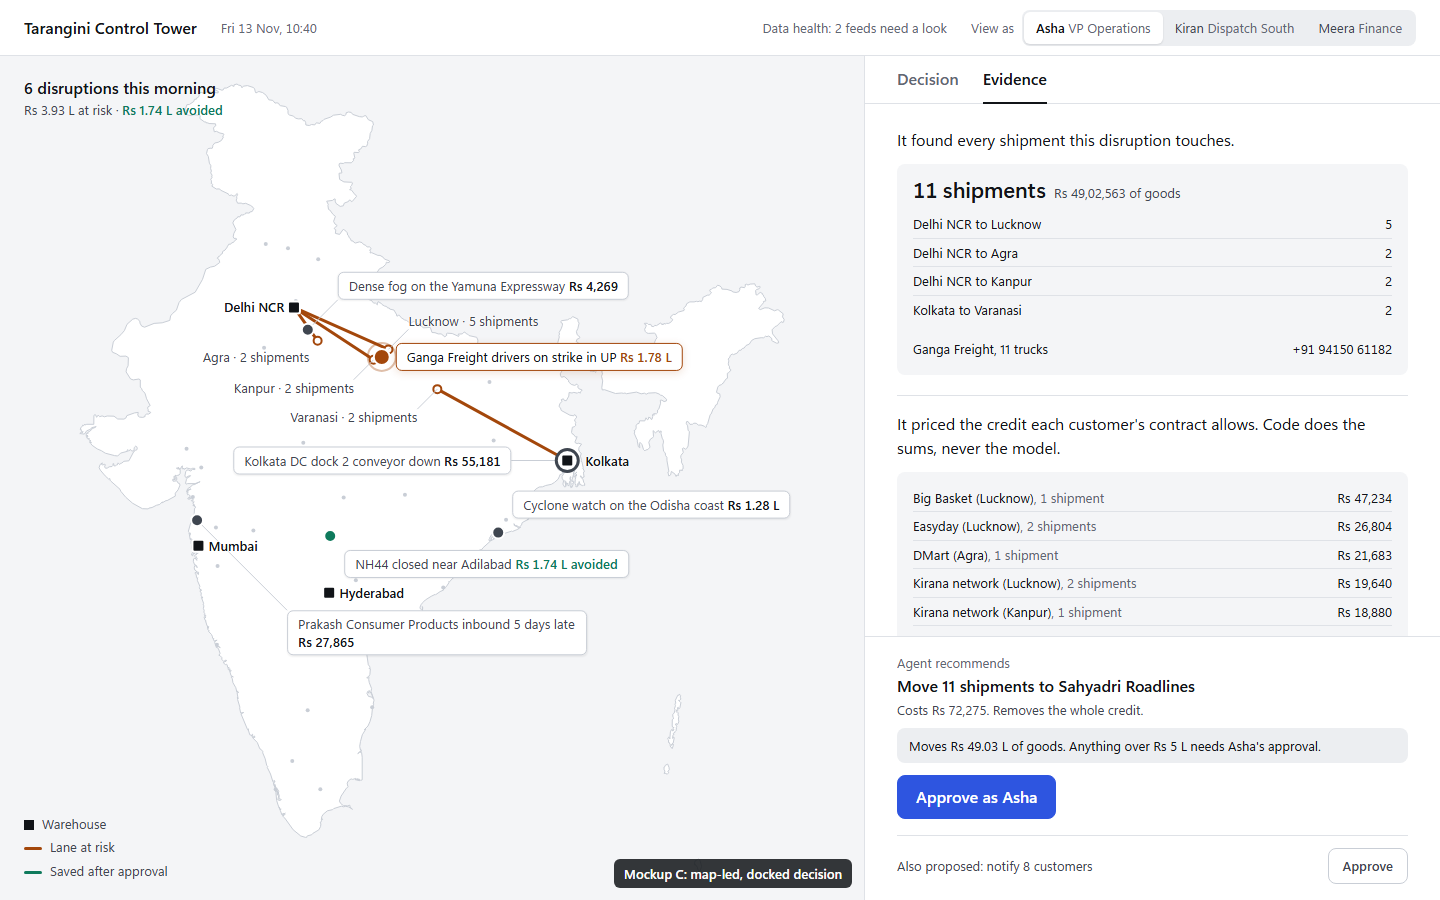 Tarangini Control Tower Fri 13 Nov, 10:40 Data health: 2 feeds need a look View as Asha VP Operations Kiran Dispatch South Meera Finance
6 disruptions this morning
Rs 3.93 L at risk · Rs 1.74 L avoided
Dense fog on the Yamuna Expressway Rs 4,269
Delhi NCR
Lucknow · 5 shipments
Agra · 2 shipments
Ganga Freight drivers on strike in UP Rs 1.78 L
Kanpur · 2 shipments
Varanasi · 2 shipments
Kolkata DC dock 2 conveyor down Rs 55,181
Kolkata
Cyclone watch on the Odisha coast Rs 1.28 L
Mumbai
NH44 closed near Adilabad Rs 1.74 L avoided
Hyderabad
Prakash Consumer Products inbound 5 days late
Rs 27,865
Warehouse
Lane at risk
Saved after approval
Mockup C: map-led, docked decision
Decision Evidence
It found every shipment this disruption touches.
11 shipments Rs 49,02,563 of goods
Delhi NCR to Lucknow 5
Delhi NCR to Agra 2
Delhi NCR to Kanpur 2
Kolkata to Varanasi 2
Ganga Freight, 11 trucks +91 94150 61182
It priced the credit each customer's contract allows. Code does the
sums, never the model.
Big Basket (Lucknow), 1 shipment Rs 47,234
Easyday (Lucknow), 2 shipments Rs 26,804
DMart (Agra), 1 shipment Rs 21,683
Kirana network (Lucknow), 2 shipments Rs 19,640
Kirana network (Kanpur), 1 shipment Rs 18,880
Agent recommends
Move 11 shipments to Sahyadri Roadlines
Costs Rs 72,275. Removes the whole credit.
Moves Rs 49.03 L of goods. Anything over Rs 5 L needs Asha's approval.
Approve as Asha
Also proposed: notify 8 customers Approve